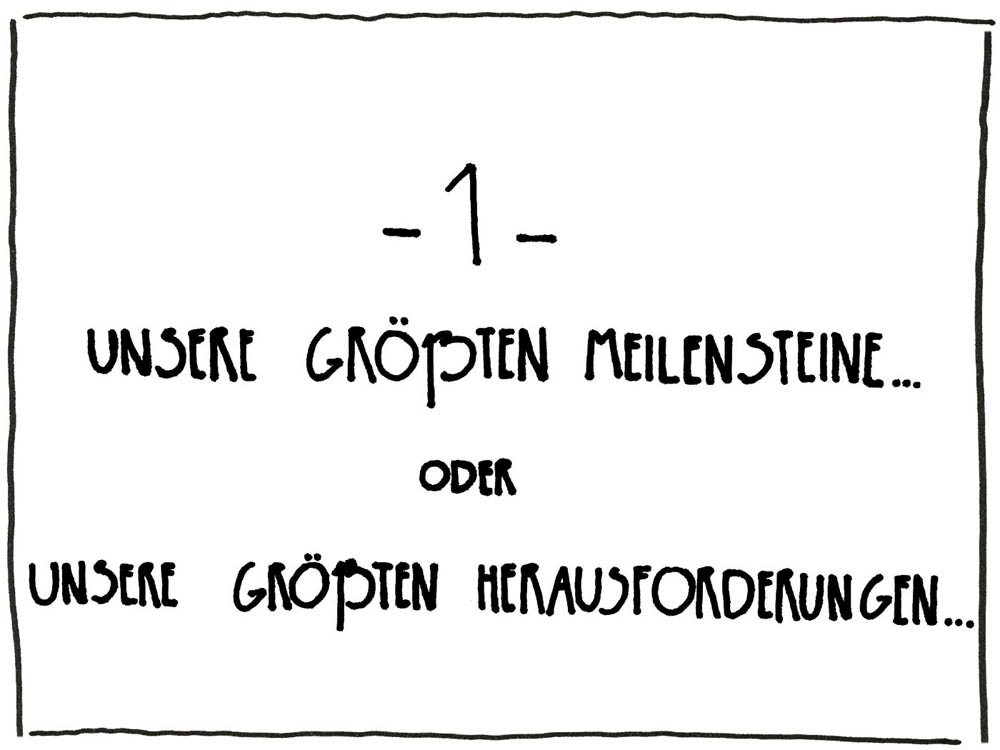 - 1 -
UNSERE GRÖßTEN MEILENSTEINE...
ODER
UNSERE GRÖßTEN HERAUSFORDERUNGEN...